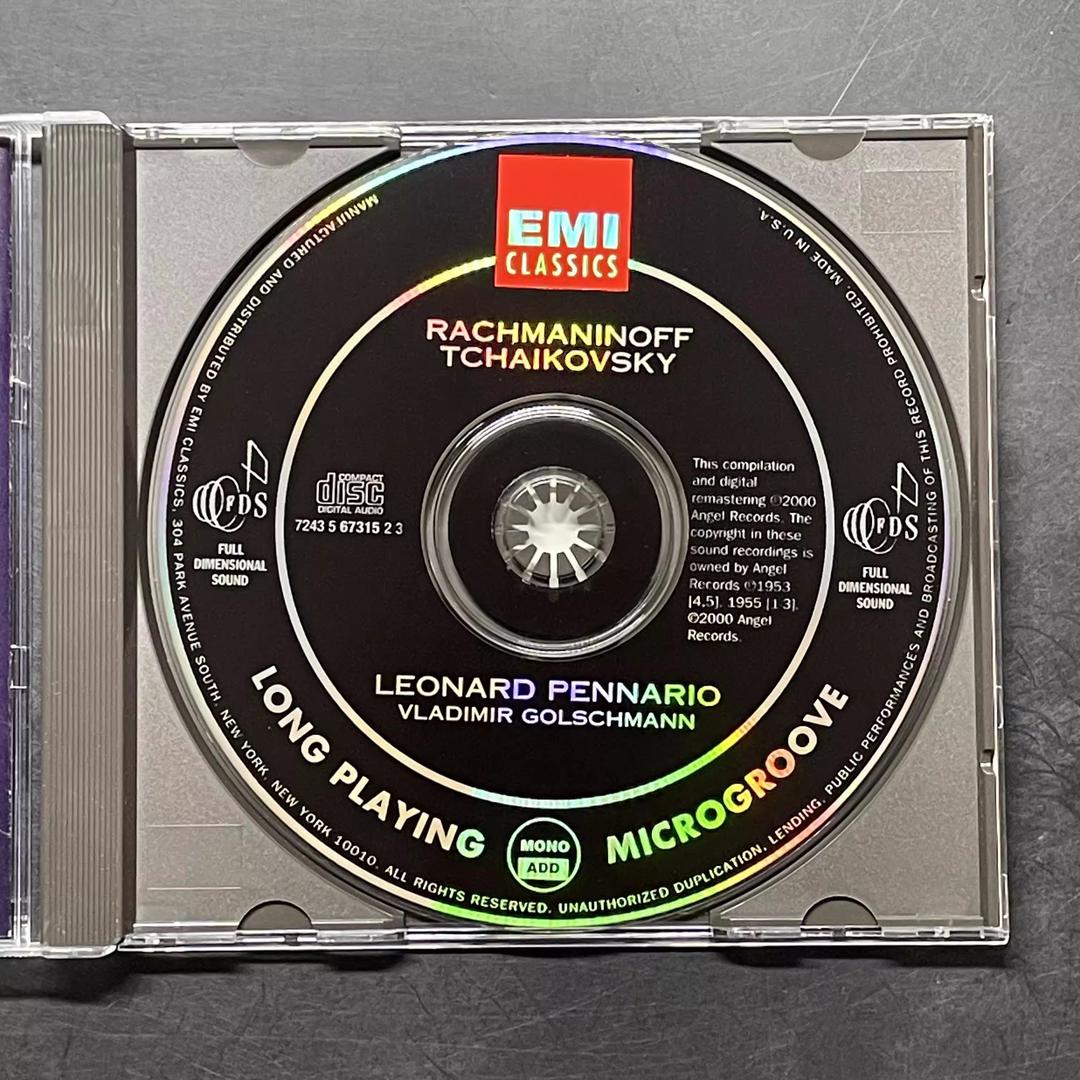 EMI
CLASSICS
RACHMANINOFF
TCHAIKOVSKY
COMPACT
disc
DIGITAL AUDIO
7243 5 67315 2 3
This compilation
and digital
remastering ℗2000
Angel Records. The
copyright in these
sound recordings is
owned by Angel
Records ℗1953
[4,5]. 1955 [1-3].
©2000 Angel
Records.
FDS
FULL
DIMENSIONAL
SOUND
FDS
FULL
DIMENSIONAL
SOUND
LEONARD PENNARIO
VLADIMIR GOLSCHMANN
LONG PLAYING
MICROGROOVE
MONO
ADD
MANUFACTURED AND DISTRIBUTED BY EMI CLASSICS, 304 PARK AVENUE SOUTH, NEW YORK, NEW YORK 10010. ALL RIGHTS RESERVED. UNAUTHORIZED DUPLICATION, LENDING, PUBLIC PERFORMANCES AND BROADCASTING OF THIS RECORD PROHIBITED. MADE IN U.S.A.